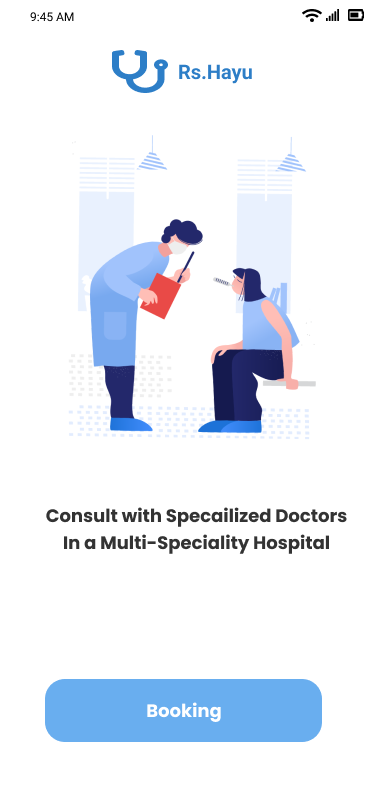 9:45 AM
Rs.Hayu
Consult with Specailized Doctors
In a Multi-Speciality Hospital
Booking